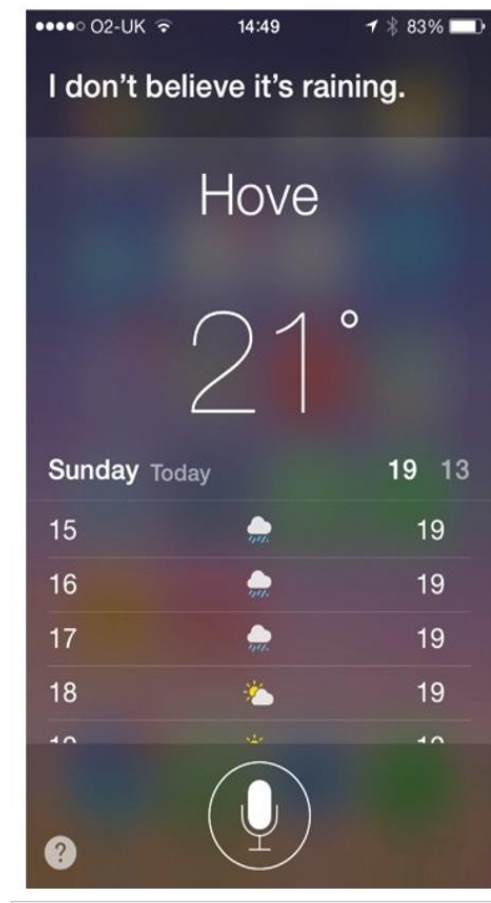 O2-UK 14:49 83%
I don't believe it's raining.
Hove
21°
Sunday Today 19 13
15 19
16 19
17 19
18 19
?